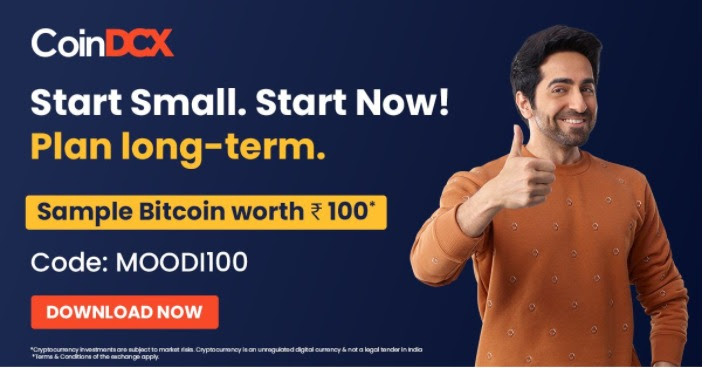 CoinDCX
Start Small. Start Now!
Plan long-term.
Sample Bitcoin worth ₹ 100*
Code: MOODI100
DOWNLOAD NOW
*Cryptocurrency investments are subject to market risks. Cryptocurrency is an unregulated digital currency & not a legal tender in India
*Terms & Conditions of the exchange apply.